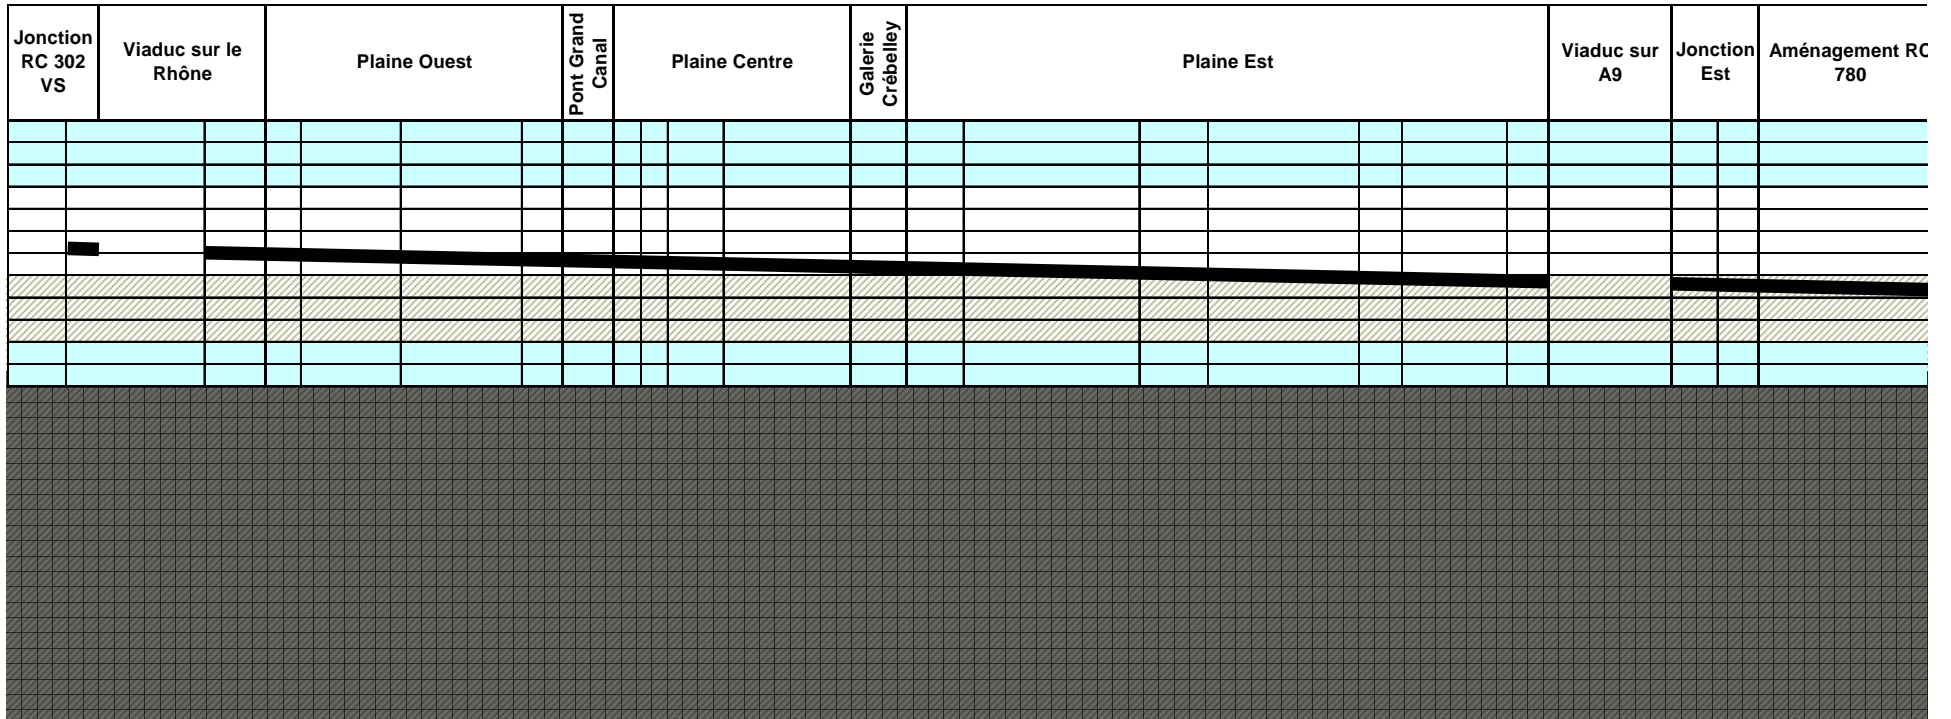 Jonction
RC 302
VS
Viaduc sur le
Rhône
Plaine Ouest
Pont Grand
Canal
Plaine Centre
Galerie
Crébelley
Plaine Est
Viaduc sur
A9
Jonction
Est
Aménagement RC
780